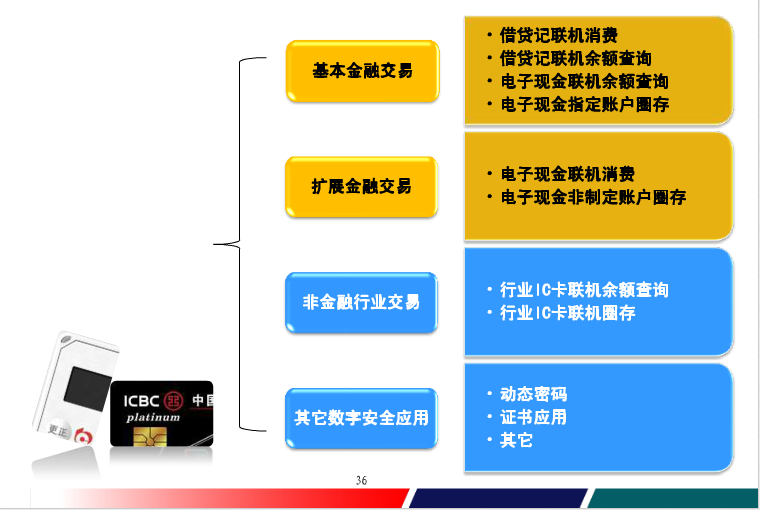 基本金融交易
• 借贷记联机消费
• 借贷记联机余额查询
• 电子现金联机余额查询
• 电子现金指定账户圈存
扩展金融交易
• 电子现金联机消费
• 电子现金非制定账户圈存
非金融行业交易
• 行业IC卡联机余额查询
• 行业IC卡联机圈存
其它数字安全应用
• 动态密码
• 证书应用
• 其它
更正
ICBC 中国
platinum
36